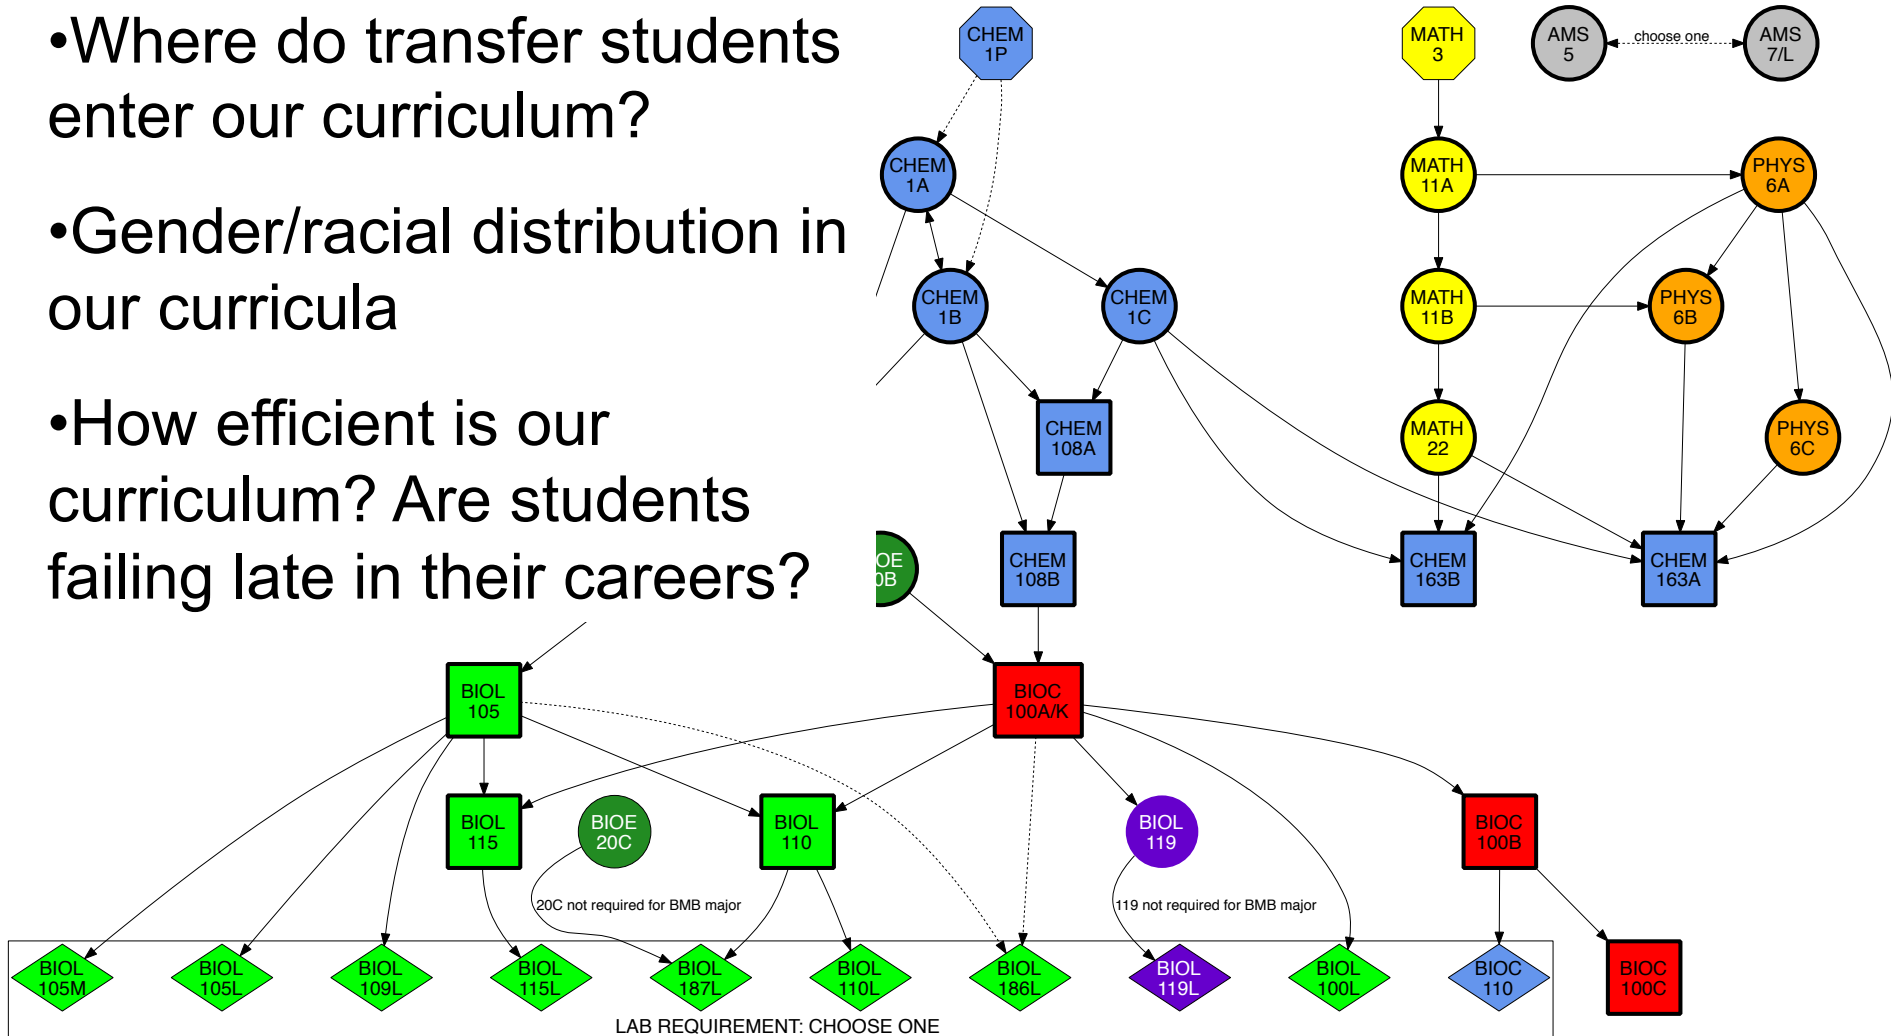 •Where do transfer students
enter our curriculum?
•Gender/racial distribution in
our curricula
•How efficient is our
curriculum? Are students
failing late in their careers?
CHEM
1P
MATH
3
AMS
5
choose one
AMS
7/L
CHEM
1A
MATH
11A
PHYS
6A
CHEM
1B
CHEM
1C
MATH
11B
PHYS
6B
CHEM
108A
MATH
22
PHYS
6C
OE
0B
CHEM
108B
CHEM
163B
CHEM
163A
BIOL
105
BIOC
100A/K
BIOL
115
BIOE
20C
BIOL
110
BIOL
119
BIOC
100B
20C not required for BMB major
119 not required for BMB major
BIOL
105M
BIOL
105L
BIOL
109L
BIOL
115L
BIOL
187L
BIOL
110L
BIOL
186L
BIOL
119L
BIOL
100L
BIOC
110
BIOC
100C
LAB REQUIREMENT: CHOOSE ONE